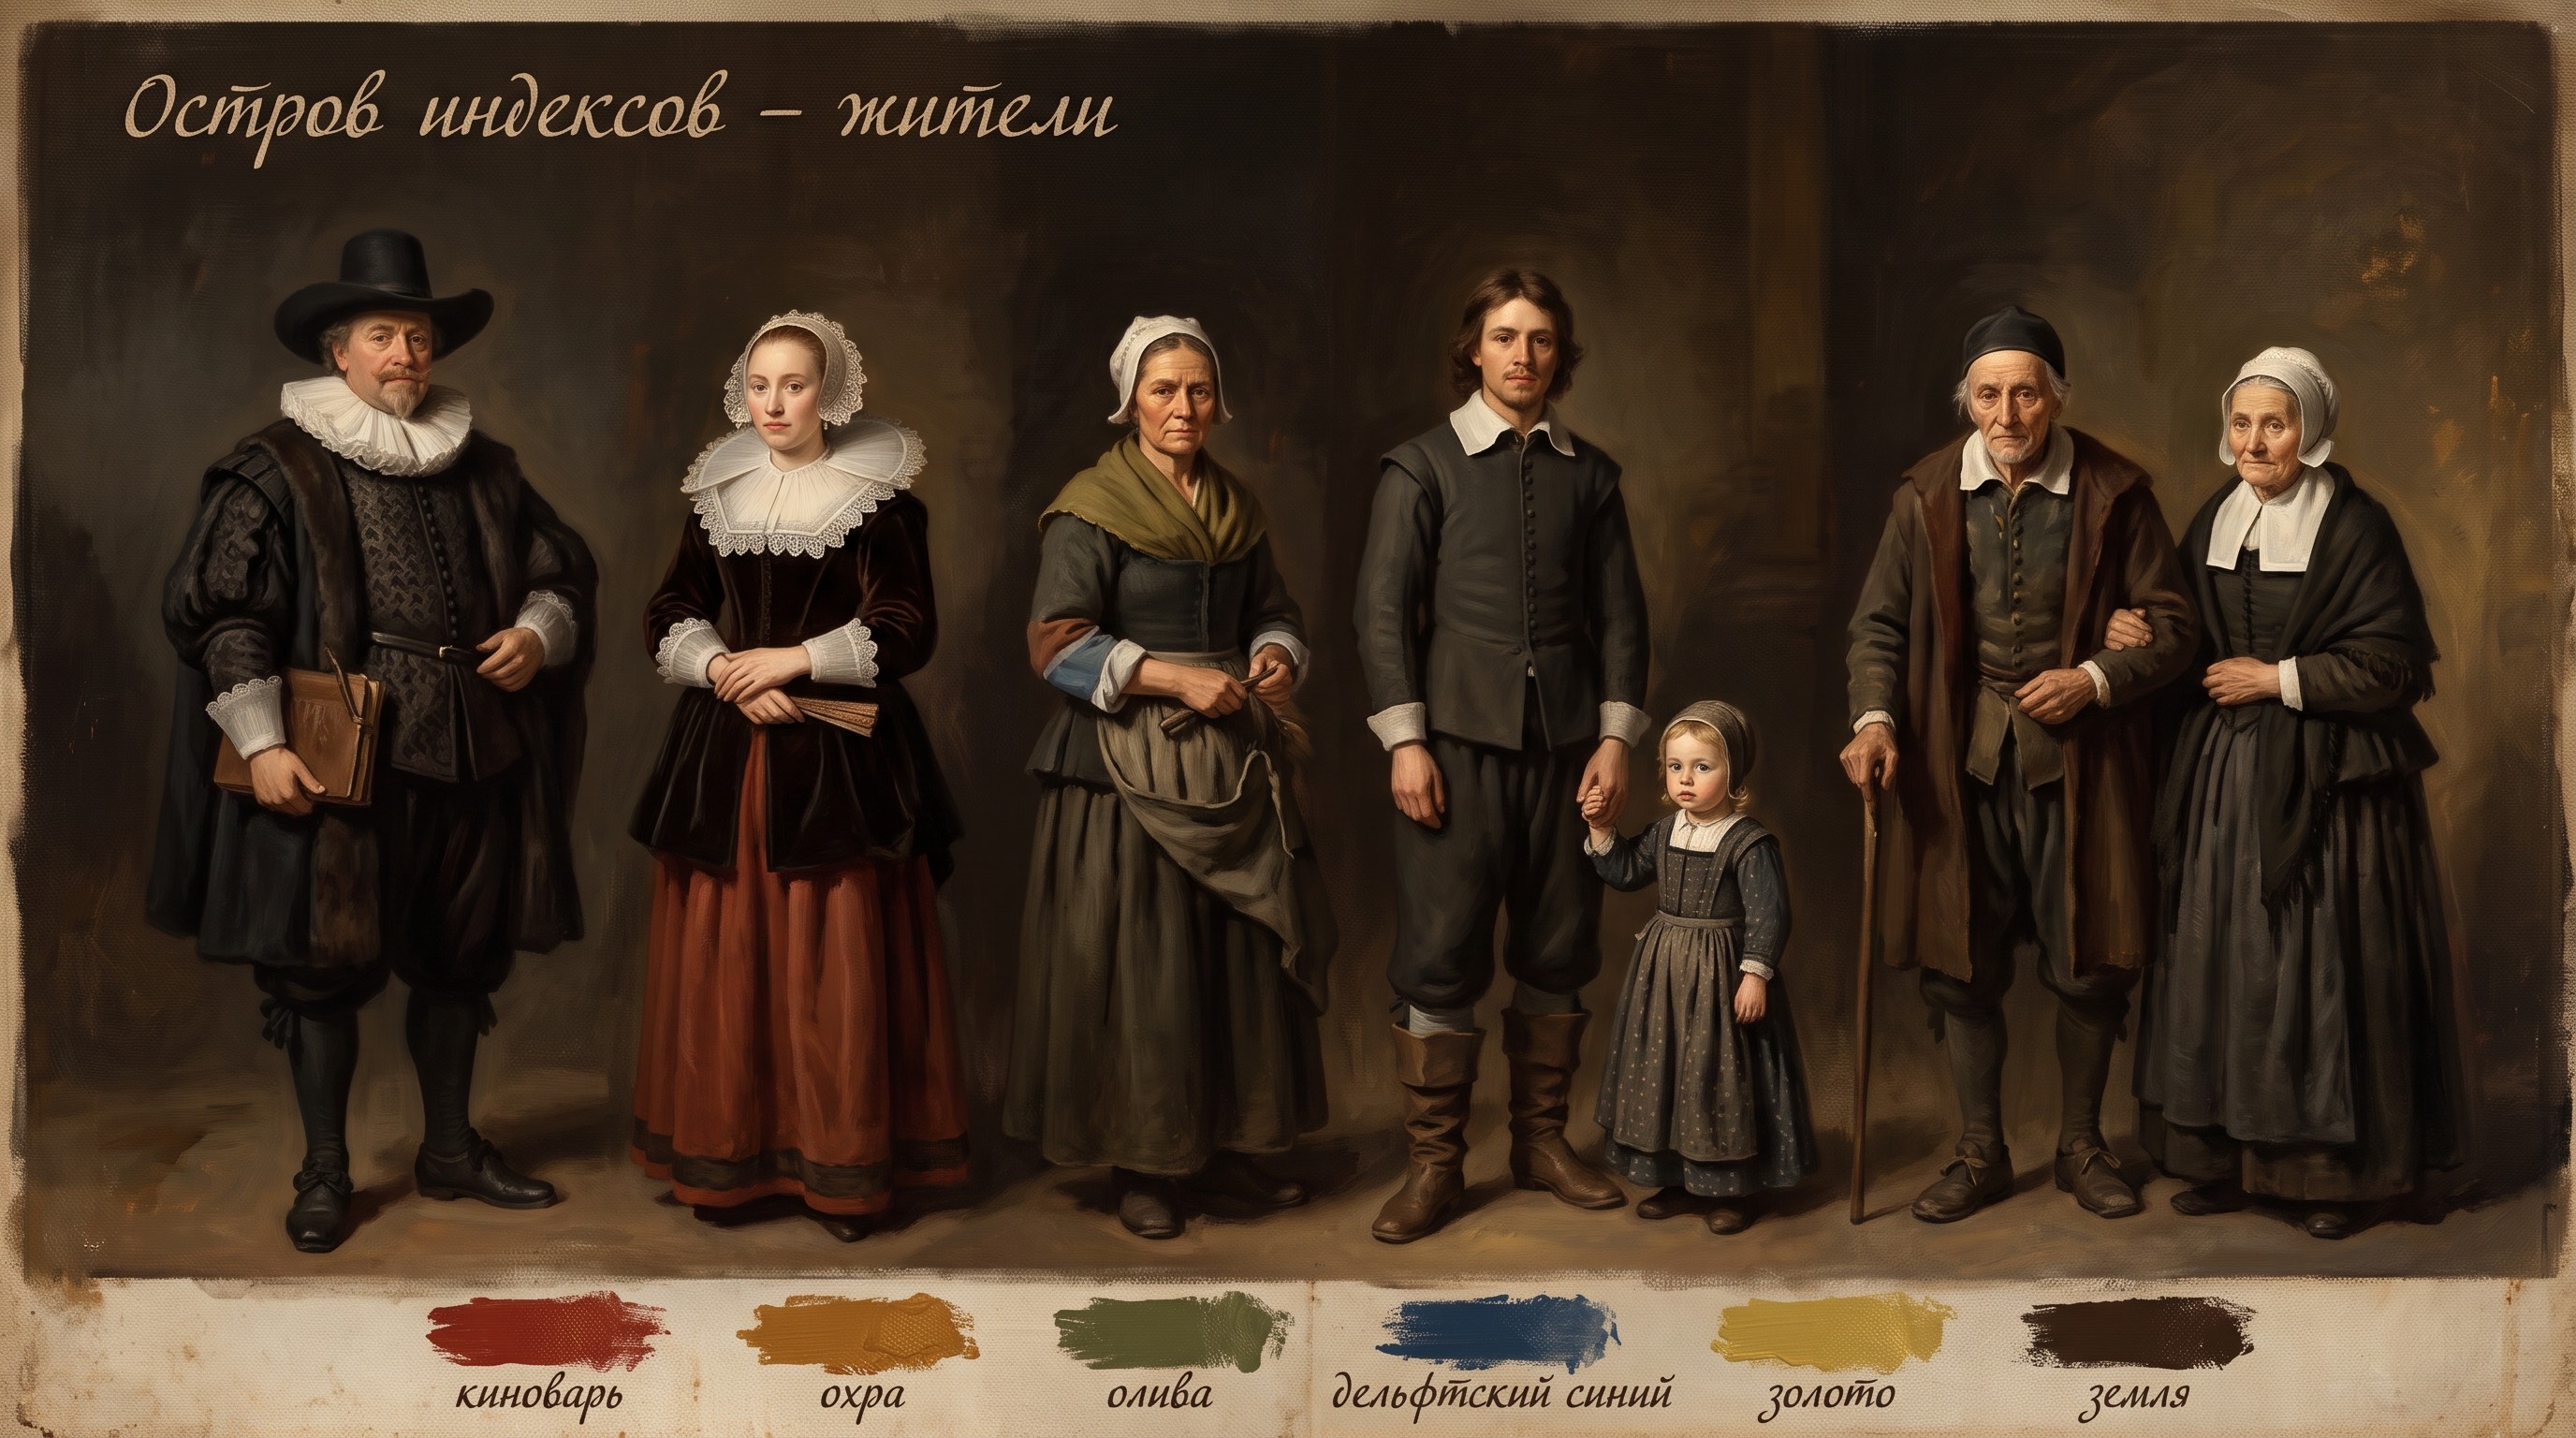 Остров индексов – жители
киноварь
охра
олива
дельфтский синий
золото
земля